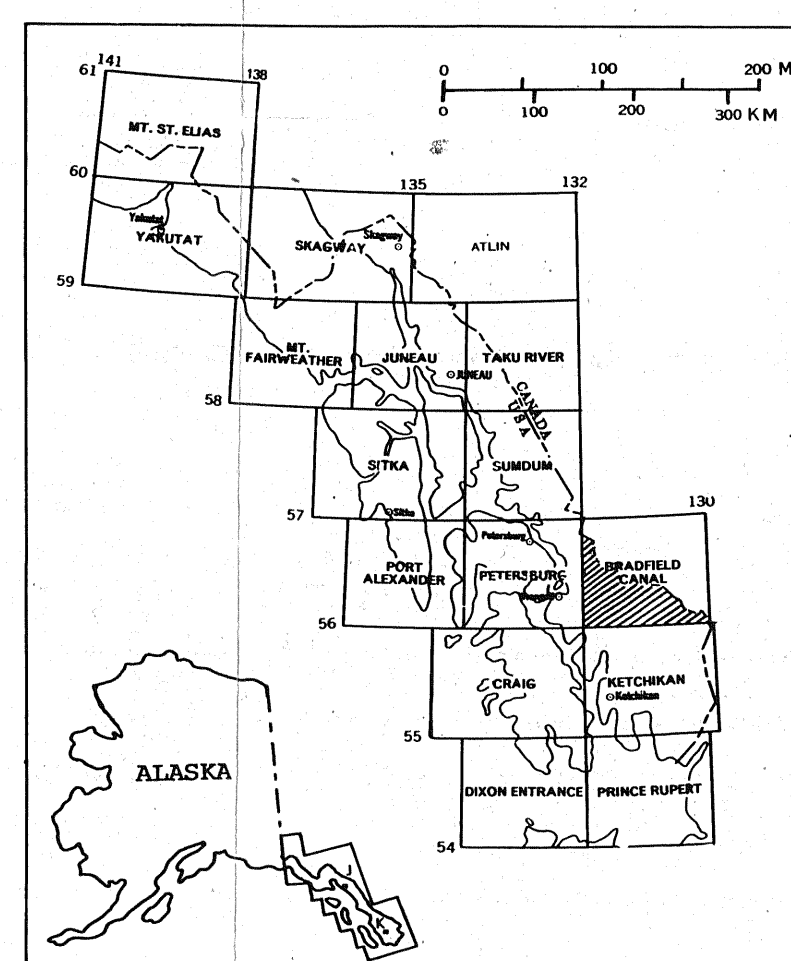 141
61
138
0 100 200 M
0 100 200 300 KM
MT. ST. ELIAS
60
135
132
Yakutat
YAKUTAT
SKAGWAY
Skagway
ATLIN
59
MT.
FAIRWEATHER
JUNEAU
JUNEAU
TAKU RIVER
58
CANADA
USA
SITKA
SUMDUM
Sitka
57
130
Petersburg
PORT
ALEXANDER
PETERSBURG
BRADFIELD
CANAL
56
CRAIG
KETCHIKAN
Ketchikan
55
ALASKA
DIXON ENTRANCE
PRINCE RUPERT
54
J
K